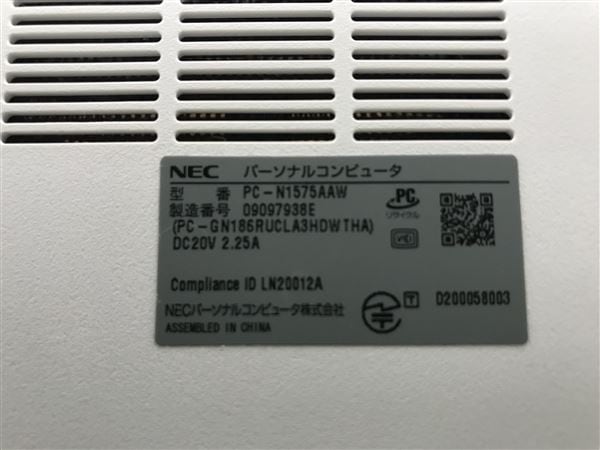 NEC パーソナルコンピュータ
型 番 PC-N1575AAW
製造番号 09097938E
(PC-GN186RUCLA3HDWTHA)
DC20V 2.25A
PC
リサイクル
VCCI
Compliance ID LN20012A
NECパーソナルコンピュータ株式会社
ASSEMBLED IN CHINA
T D200058003